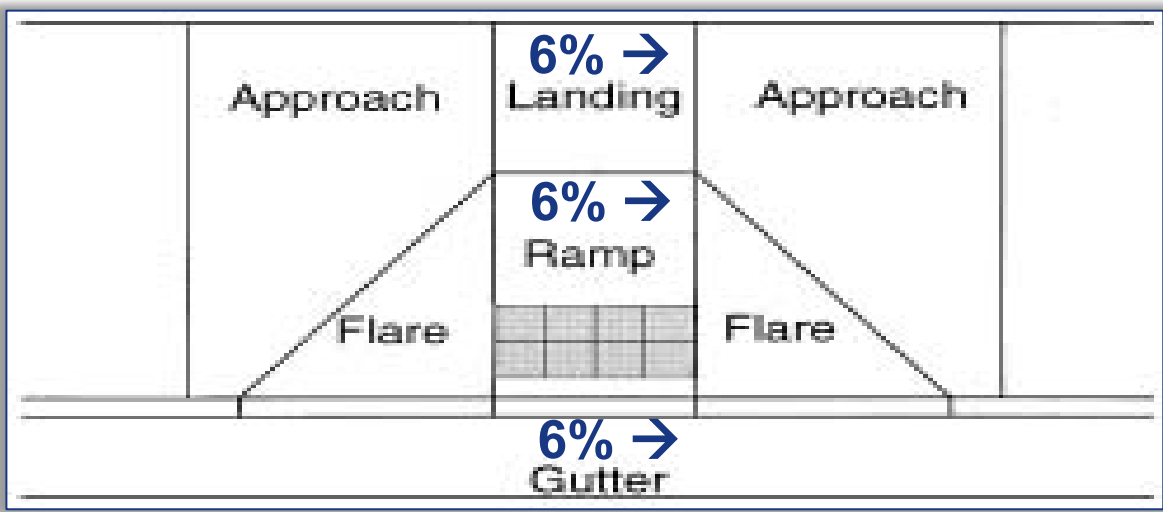 6% →
Approach Landing Approach
6% →
Ramp
Flare Flare
6% →
Gutter